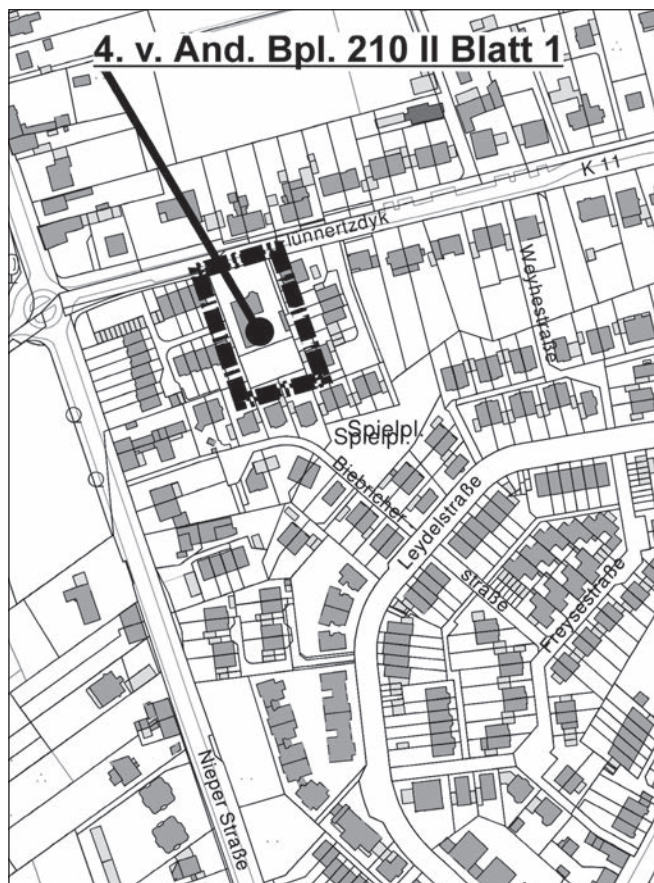 4. v. And. Bpl. 210 II Blatt 1
K 11
Weyhestraße
Spielpl.
Spielpl.
Biebricher
straße
Leydelstraße
Freysestraße
Nieper Straße